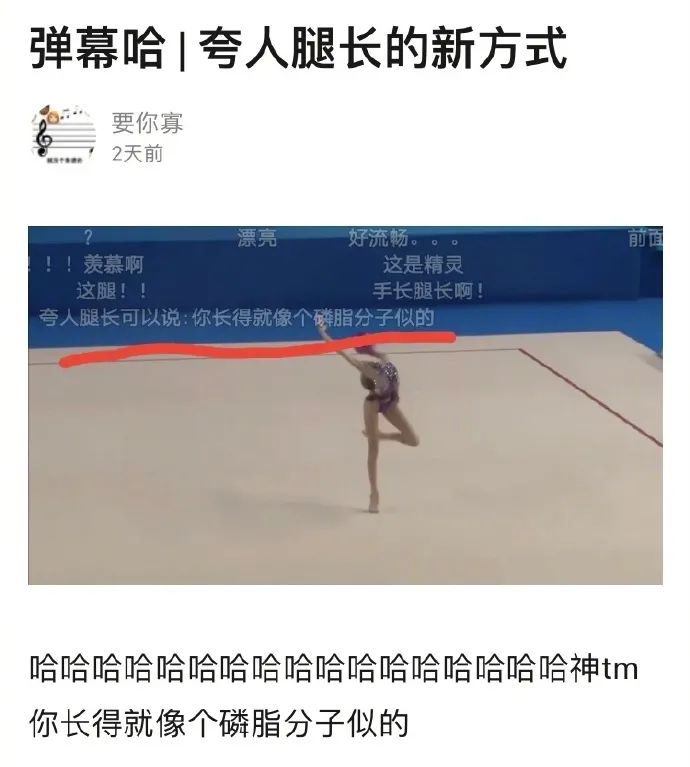 弹幕哈 | 夸人腿长的新方式
要你寡
2天前
？ 漂亮 好流畅。。。 前面
！！！羡慕啊 这是精灵
这腿！！ 手长腿长啊！
夸人腿长可以说:你长得就像个磷脂分子似的
哈哈哈哈哈哈哈哈哈哈哈哈哈哈哈哈哈神tm
你长得就像个磷脂分子似的